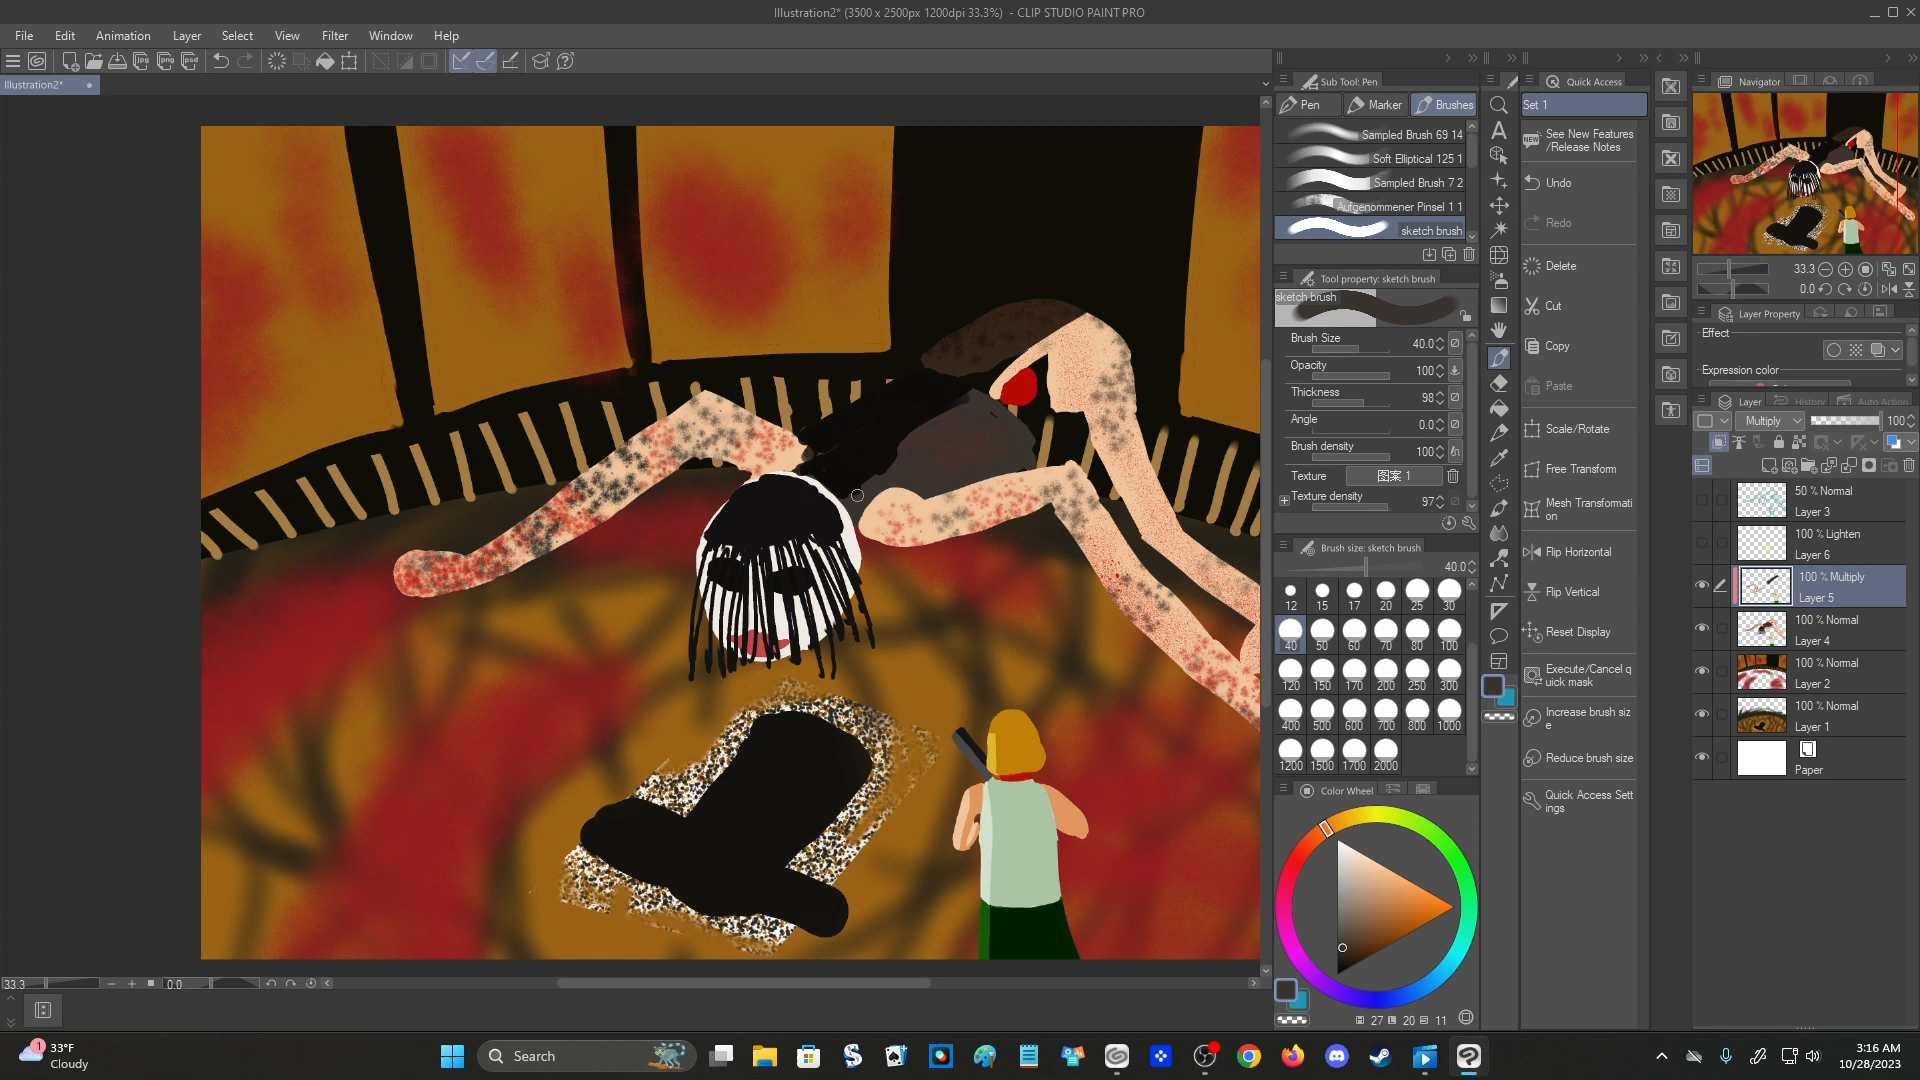 Illustration2* (3500 x 2500px 1200dpi 33.3%) - CLIP STUDIO PAINT PRO
File Edit Animation Layer Select View Filter Window Help
Illustration2*
Sub Tool: Pen
Pen Marker Brushes
Sampled Brush 69 14
Soft Elliptical 125 1
Sampled Brush 7 2
Aufgenommener Pinsel 1 1
sketch brush
Tool property: sketch brush
sketch brush
Brush Size 40.0
Opacity 100
Thickness 98
Angle 0.0
Brush density 100
Texture 图案 1
Texture density 97
Brush size: sketch brush
40.0
12 15 17 20 25 30
40 50 60 70 80 100
120 150 170 200 250 300
400 500 600 700 800 1000
1200 1500 1700 2000
Color Wheel
27 20 11
Quick Access
Set 1
See New Features
/Release Notes
Undo
Redo
Delete
Cut
Copy
Paste
Scale/Rotate
Free Transform
Mesh Transformati
on
Flip Horizontal
Flip Vertical
Reset Display
Execute/Cancel q
uick mask
Increase brush siz
e
Reduce brush size
Quick Access Sett
ings
Navigator
33.3
0.0
Layer Property
Effect
Expression color
Layer History Auto Action
Multiply 100
50 % Normal
Layer 3
100 % Lighten
Layer 6
100 % Multiply
Layer 5
100 % Normal
Layer 4
100 % Normal
Layer 2
100 % Normal
Layer 1
Paper
33.3 0.0
1
33°F
Cloudy
Search
3:16 AM
10/28/2023